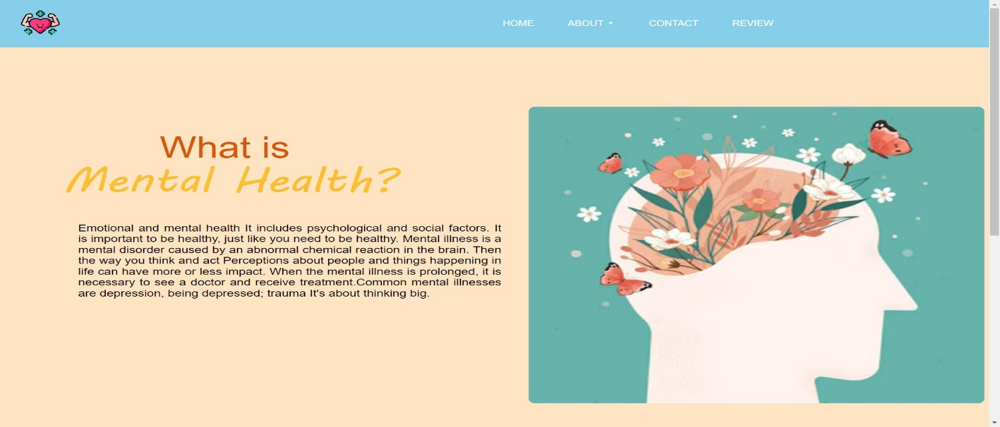 HOME ABOUT ▼ CONTACT REVIEW
What is
Mental Health?
Emotional and mental health It includes psychological and social factors. It
is important to be healthy, just like you need to be healthy. Mental illness is a
mental disorder caused by an abnormal chemical reaction in the brain. Then
the way you think and act Perceptions about people and things happening in
life can have more or less impact. When the mental illness is prolonged, it is
necessary to see a doctor and receive treatment.Common mental illnesses
are depression, being depressed; trauma It's about thinking big.